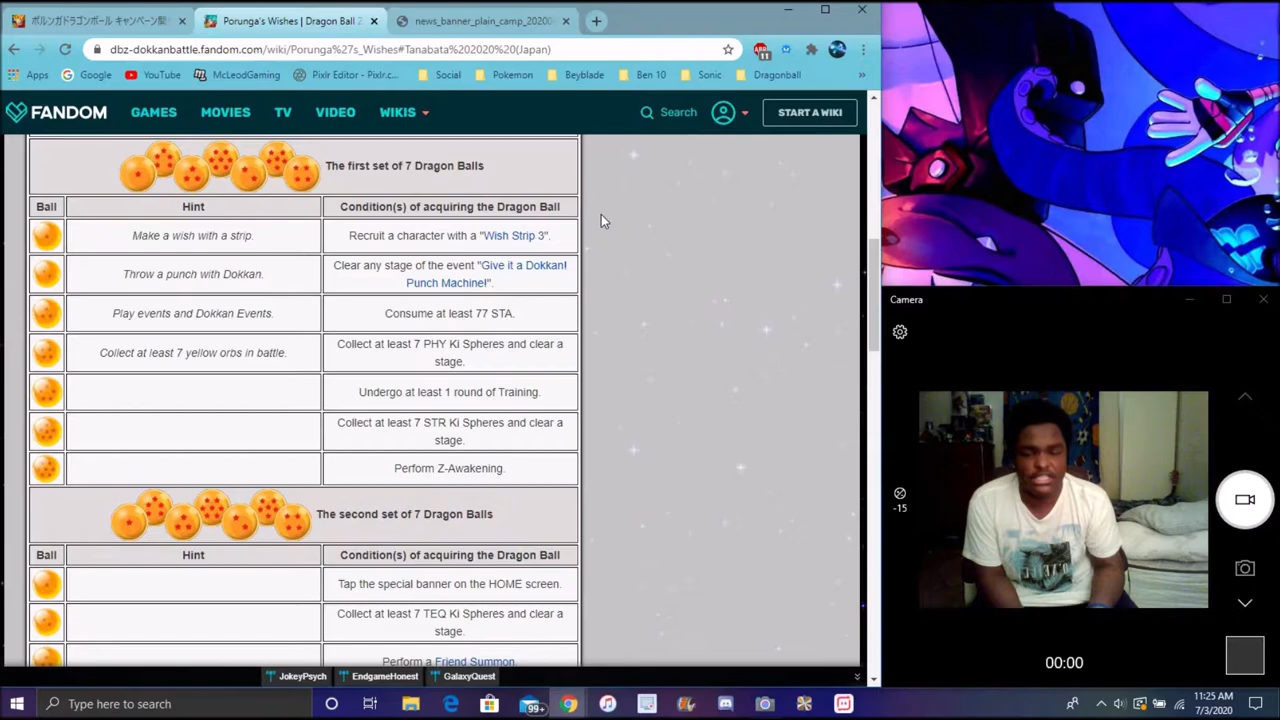 ポルンガドラゴンボール キャンペーン開
Porunga's Wishes | Dragon Ball Z
news_banner_plain_camp_20200
dbz-dokkanbattle.fandom.com/wiki/Porunga%27s_Wishes#Tanabata%202020%20(Japan)
11
Apps
Google
YouTube
McLeodGaming
Pixlr Editor - Pixlr.c...
Social
Pokemon
Beyblade
Ben 10
Sonic
Dragonball
»
FANDOM
GAMES
MOVIES
TV
VIDEO
WIKIS
Search
START A WIKI
The first set of 7 Dragon Balls
Ball
Hint
Condition(s) of acquiring the Dragon Ball
Make a wish with a strip.
Recruit a character with a "Wish Strip 3".
Throw a punch with Dokkan.
Clear any stage of the event "Give it a Dokkan!
Punch Machine!".
Play events and Dokkan Events.
Consume at least 77 STA.
Collect at least 7 yellow orbs in battle.
Collect at least 7 PHY Ki Spheres and clear a
stage.
Undergo at least 1 round of Training.
Collect at least 7 STR Ki Spheres and clear a
stage.
Perform Z-Awakening.
The second set of 7 Dragon Balls
Ball
Hint
Condition(s) of acquiring the Dragon Ball
Tap the special banner on the HOME screen.
Collect at least 7 TEQ Ki Spheres and clear a
stage.
Perform a Friend Summon.
JokeyPsych
EndgameHonest
GalaxyQuest
Camera
-15
00:00
Type here to search
99+
11:25 AM
7/3/2020